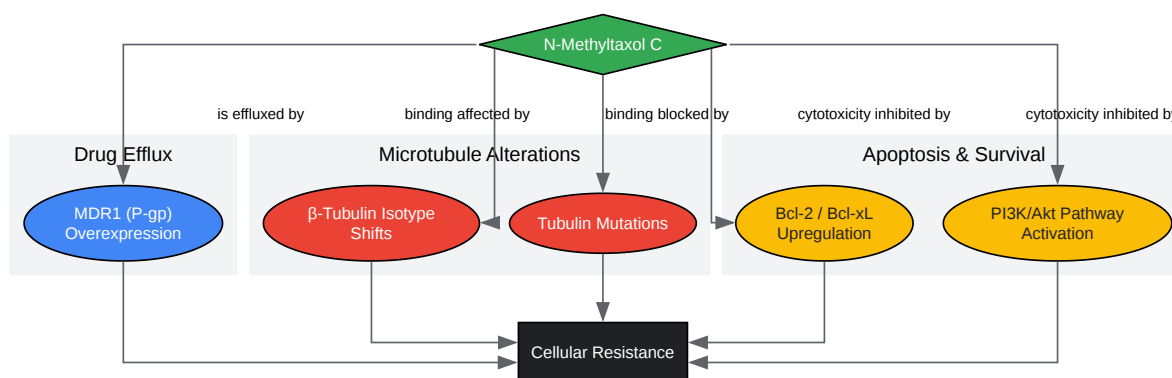 N-Methyltaxol C
is effluxed by
binding affected by
binding blocked by
cytotoxicity inhibited by
cytotoxicity inhibited by
Drug Efflux
Microtubule Alterations
Apoptosis & Survival
MDR1 (P-gp)
Overexpression
β-Tubulin Isotype
Shifts
Tubulin Mutations
Bcl-2 / Bcl-xL
Upregulation
PI3K/Akt Pathway
Activation
Cellular Resistance